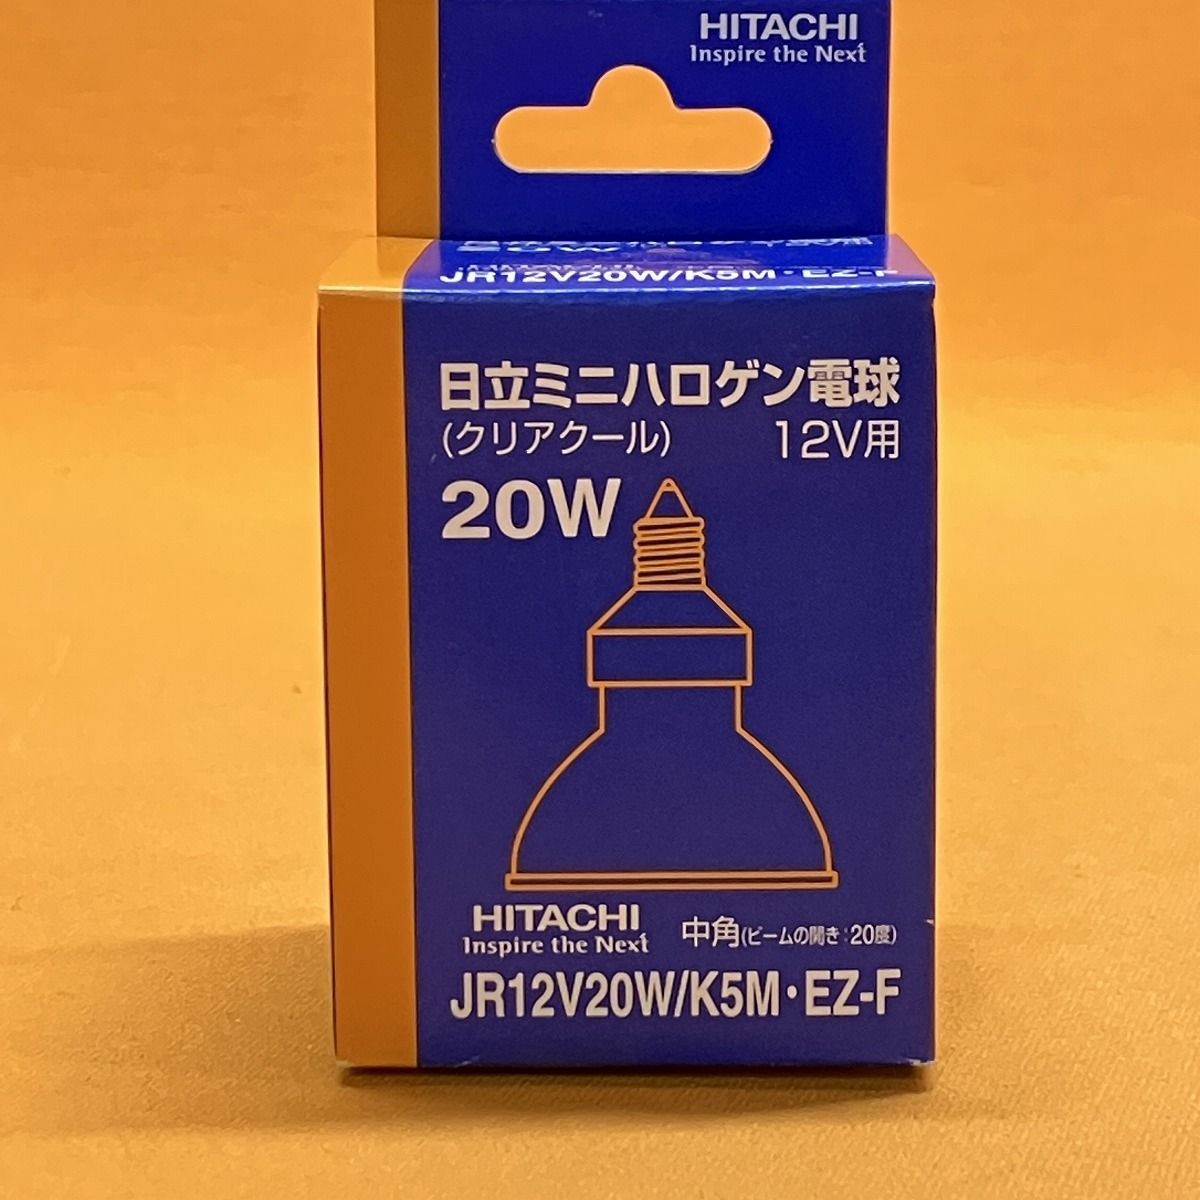 HITACHI
Inspire the Next
JR12V20W/K5M・EZ-F
日立ミニハロゲン電球
(クリアクール) 12V用
20W
HITACHI
Inspire the Next
中角(ビームの開き:20度)
JR12V20W/K5M・EZ-F